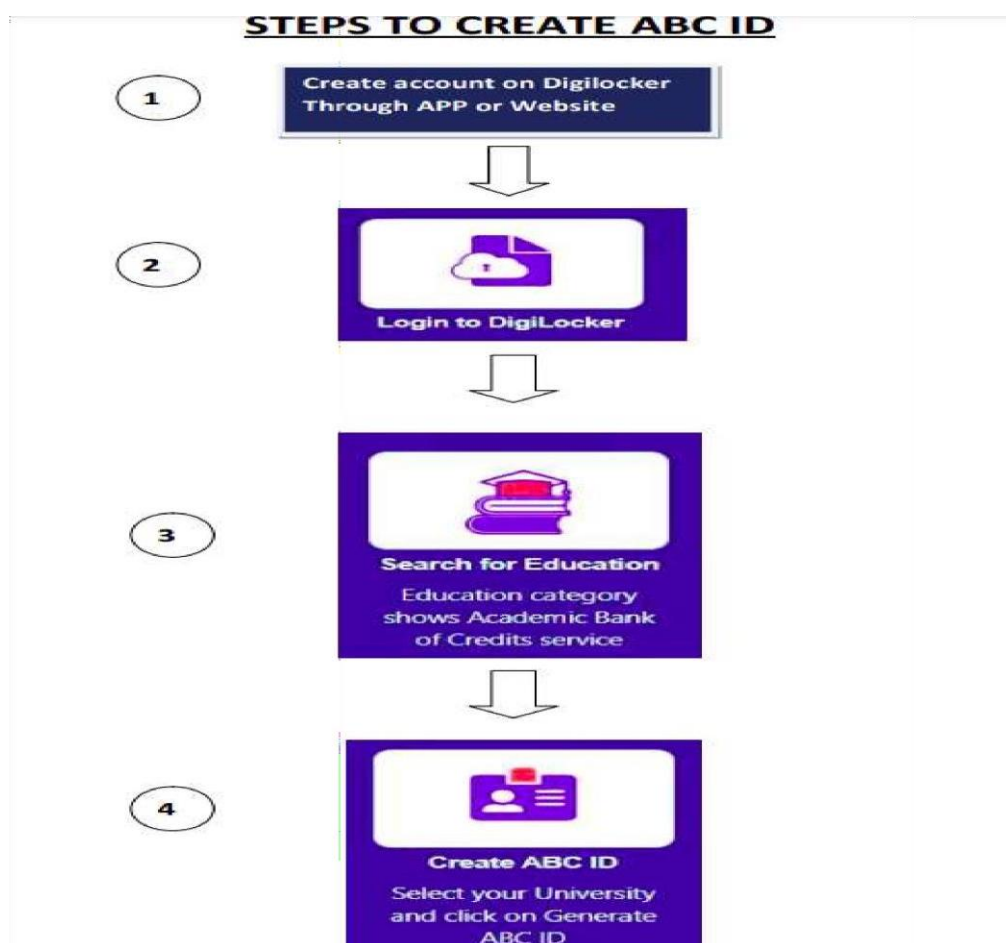 STEPS TO CREATE ABC ID
1
Create account on Digilocker
Through APP or Website
2
Login to DigiLocker
3
Search for Education
Education category
shows Academic Bank
of Credits service
4
Create ABC ID
Select your University
and click on Generate
ABC ID